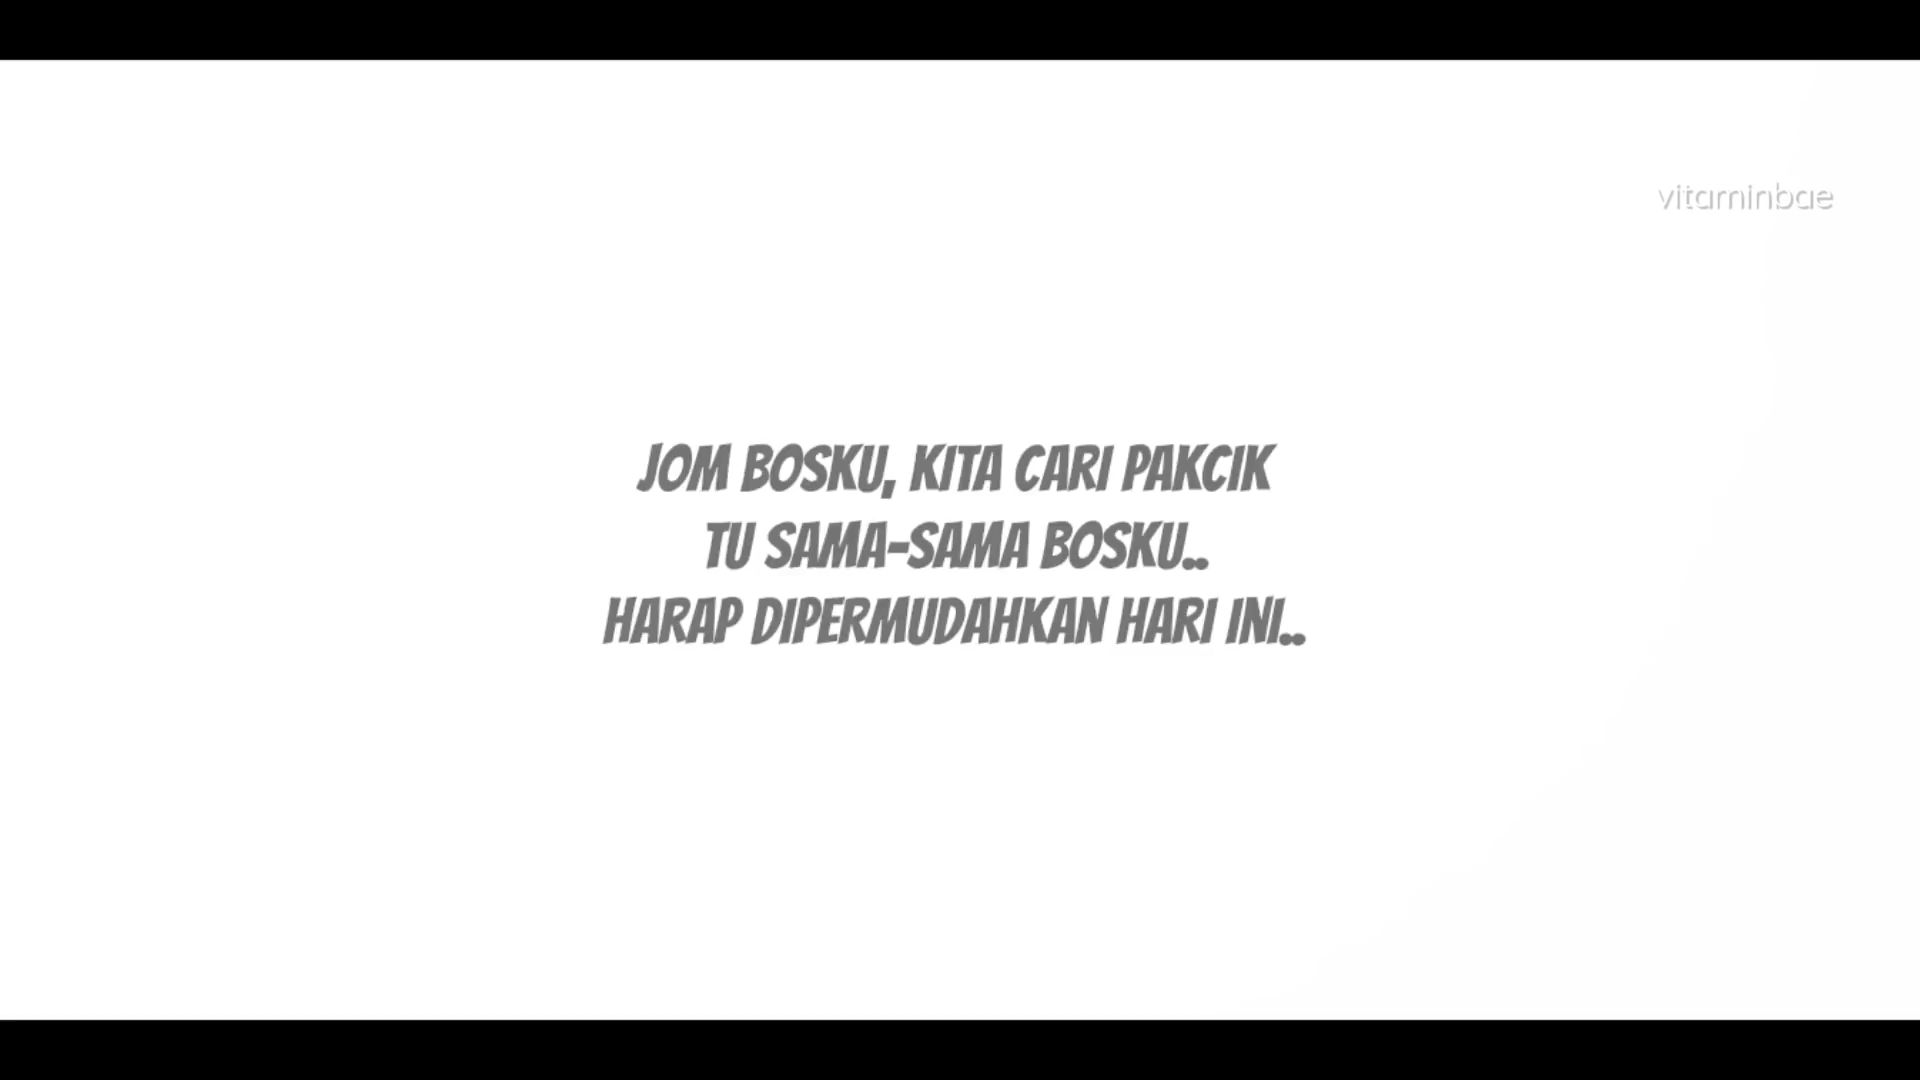 vitaminbae
JOM BOSKU, KITA CARI PAKCIK
TU SAMA-SAMA BOSKU..
HARAP DIPERMUDAHKAN HARI INI..